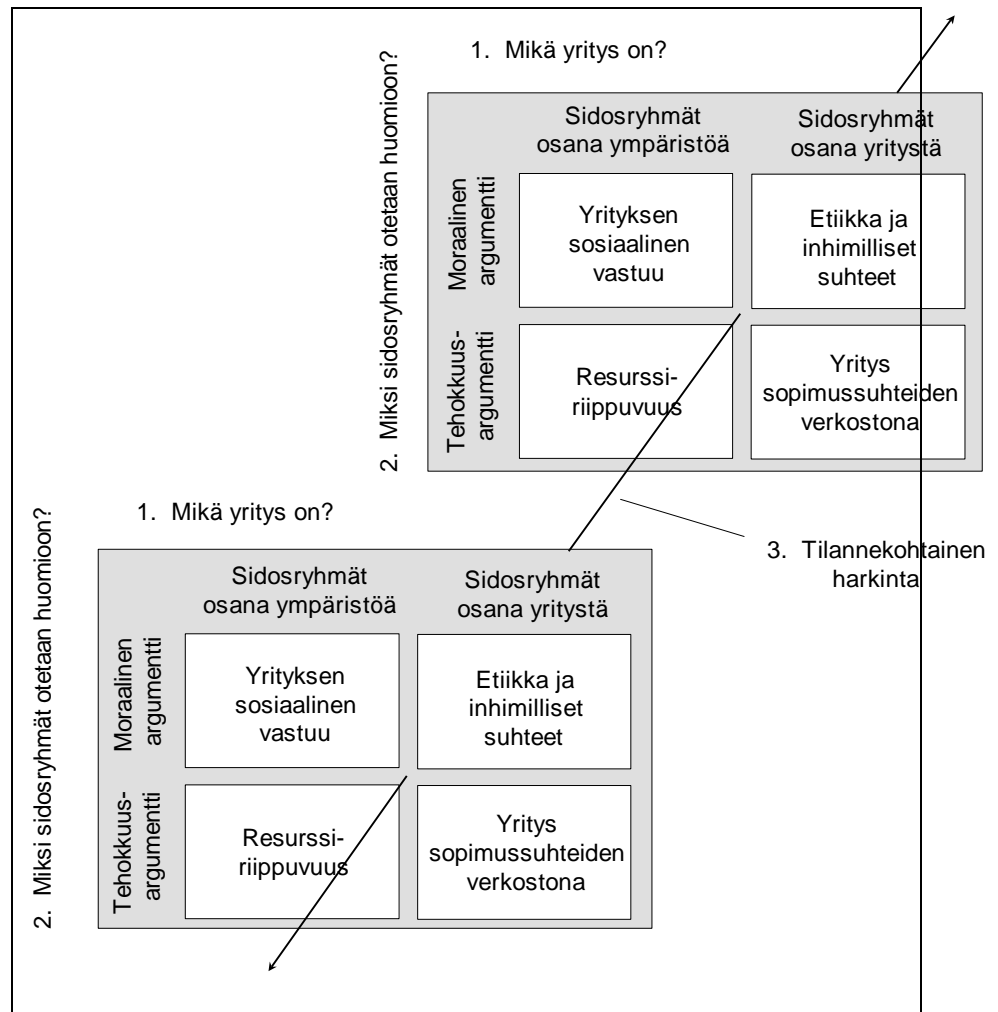 1. Mikä yritys on?
2. Miksi sidosryhmät otetaan huomioon?
Sidosryhmät
osana ympäristöä
Sidosryhmät
osana yritystä
Moraalinen
argumentti
Yrityksen
sosiaalinen
vastuu
Etiikka ja
inhimilliset
suhteet
Tehokkuus-
argumentti
Resurssi-
riippuvuus
Yritys
sopimussuhteiden
verkostona
3. Tilannekohtainen
harkinta
1. Mikä yritys on?
2. Miksi sidosryhmät otetaan huomioon?
Sidosryhmät
osana ympäristöä
Sidosryhmät
osana yritystä
Moraalinen
argumentti
Yrityksen
sosiaalinen
vastuu
Etiikka ja
inhimilliset
suhteet
Tehokkuus-
argumentti
Resurssi-
riippuvuus
Yritys
sopimussuhteiden
verkostona